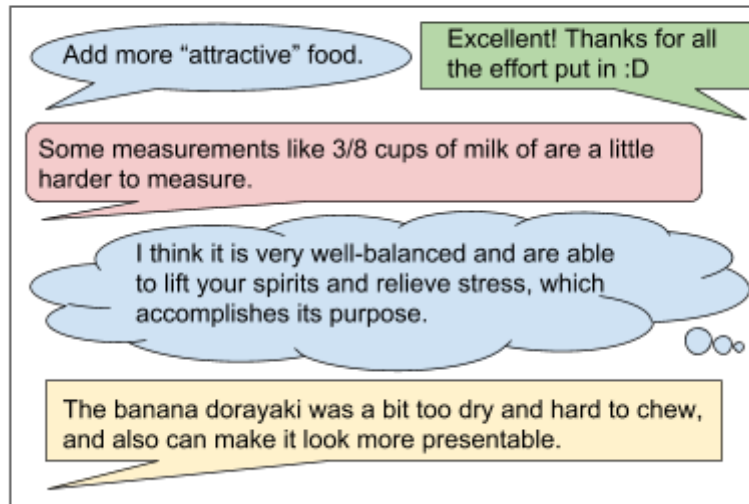 Add more “attractive” food.
Excellent! Thanks for all
the effort put in :D
Some measurements like 3/8 cups of milk of are a little
harder to measure.
I think it is very well-balanced and are able
to lift your spirits and relieve stress, which
accomplishes its purpose.
The banana dorayaki was a bit too dry and hard to chew,
and also can make it look more presentable.